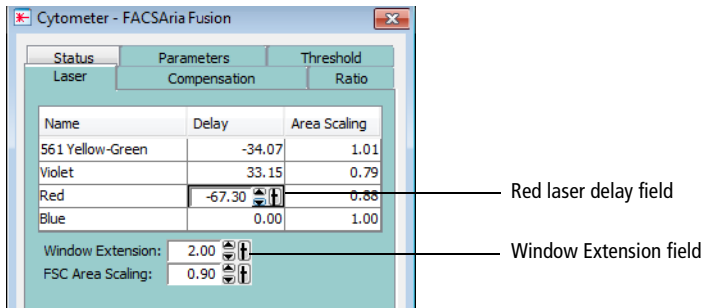 Cytometer - FACSAria Fusion
Status Parameters Threshold
Laser Compensation Ratio
Name Delay Area Scaling
561 Yellow-Green -34.07 1.01
Violet 33.15 0.79
Red -67.30 0.88 Red laser delay field
Blue 0.00 1.00
Window Extension: 2.00 Window Extension field
FSC Area Scaling: 0.90